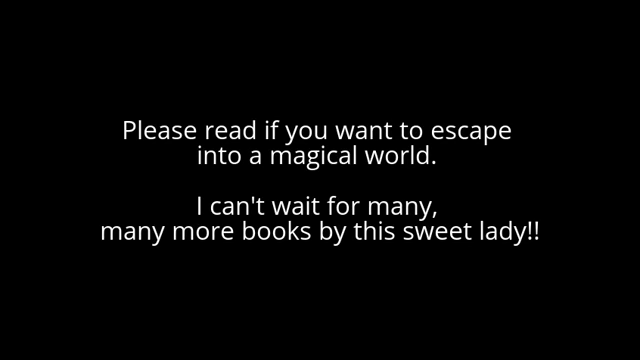 Please read if you want to escape
into a magical world.
I can't wait for many,
many more books by this sweet lady!!